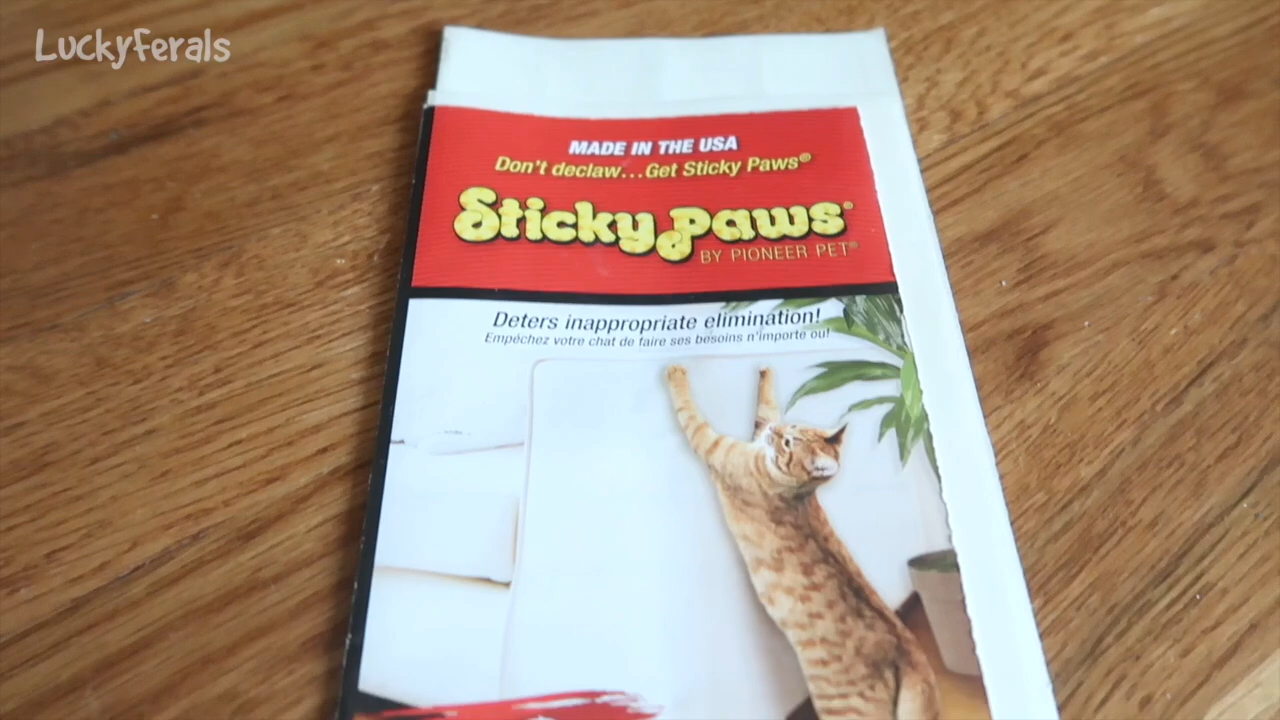 LuckyFerals
MADE IN THE USA
Don't declaw...Get Sticky Paws®
Sticky Paws®
BY PIONEER PET®
Deters inappropriate elimination!
Empêchez votre chat de faire ses besoins n'importe ou!